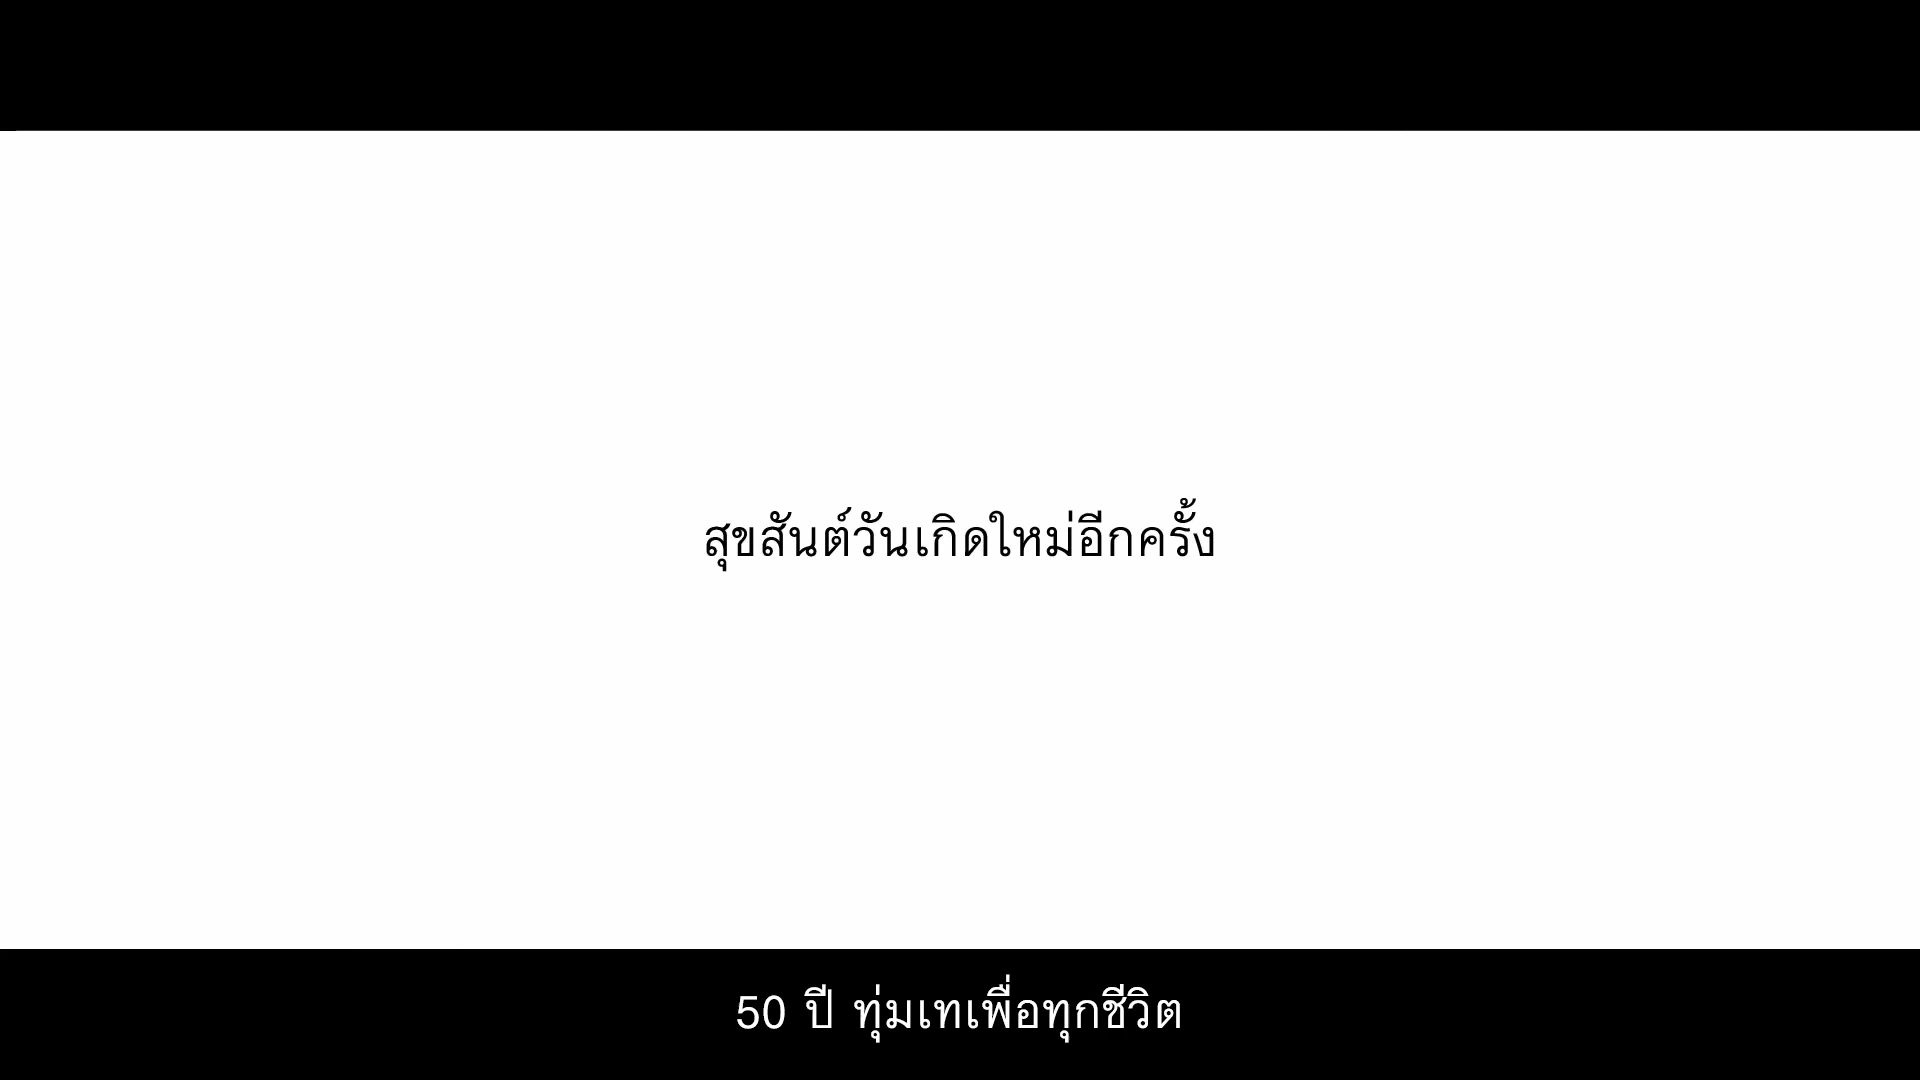 สุขสันต์วันเกิดใหม่อีกครั้ง
50 ปี ทุ่มเทเพื่อทุกชีวิต